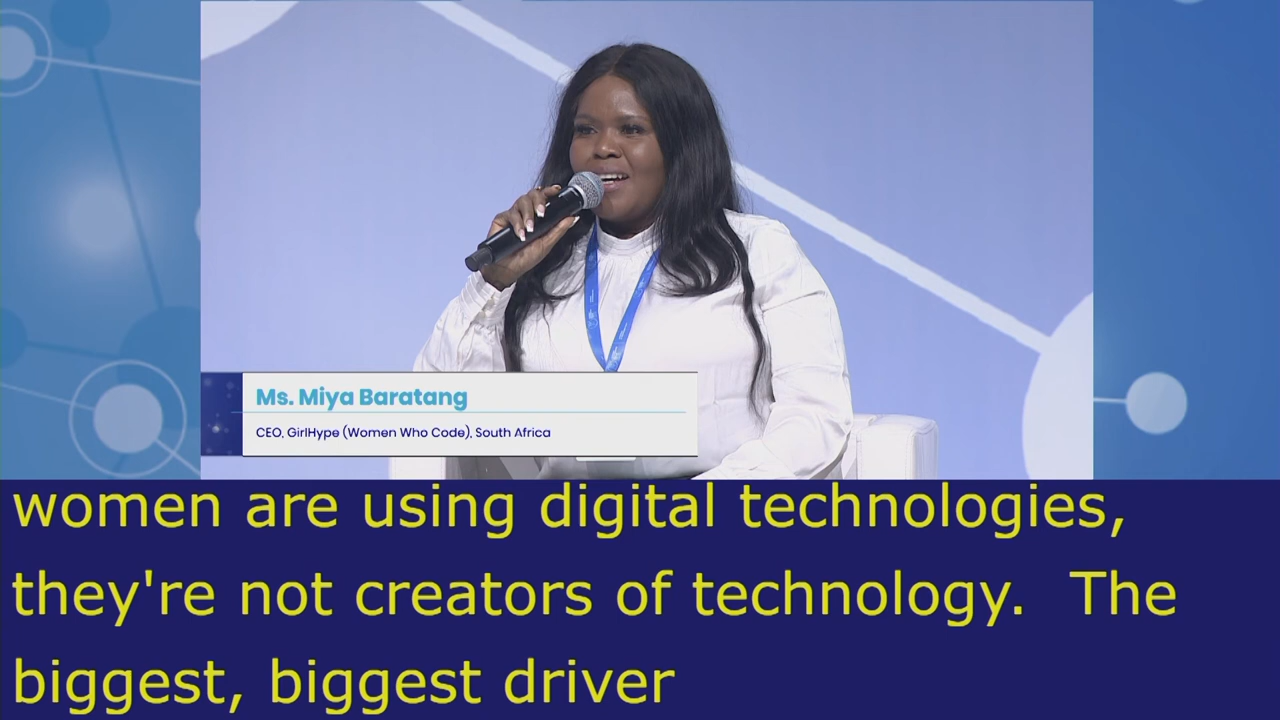 Ms. Miya Baratang
CEO, GirlHype (Women Who Code), South Africa
women are using digital technologies,
they're not creators of technology.  The
biggest, biggest driver